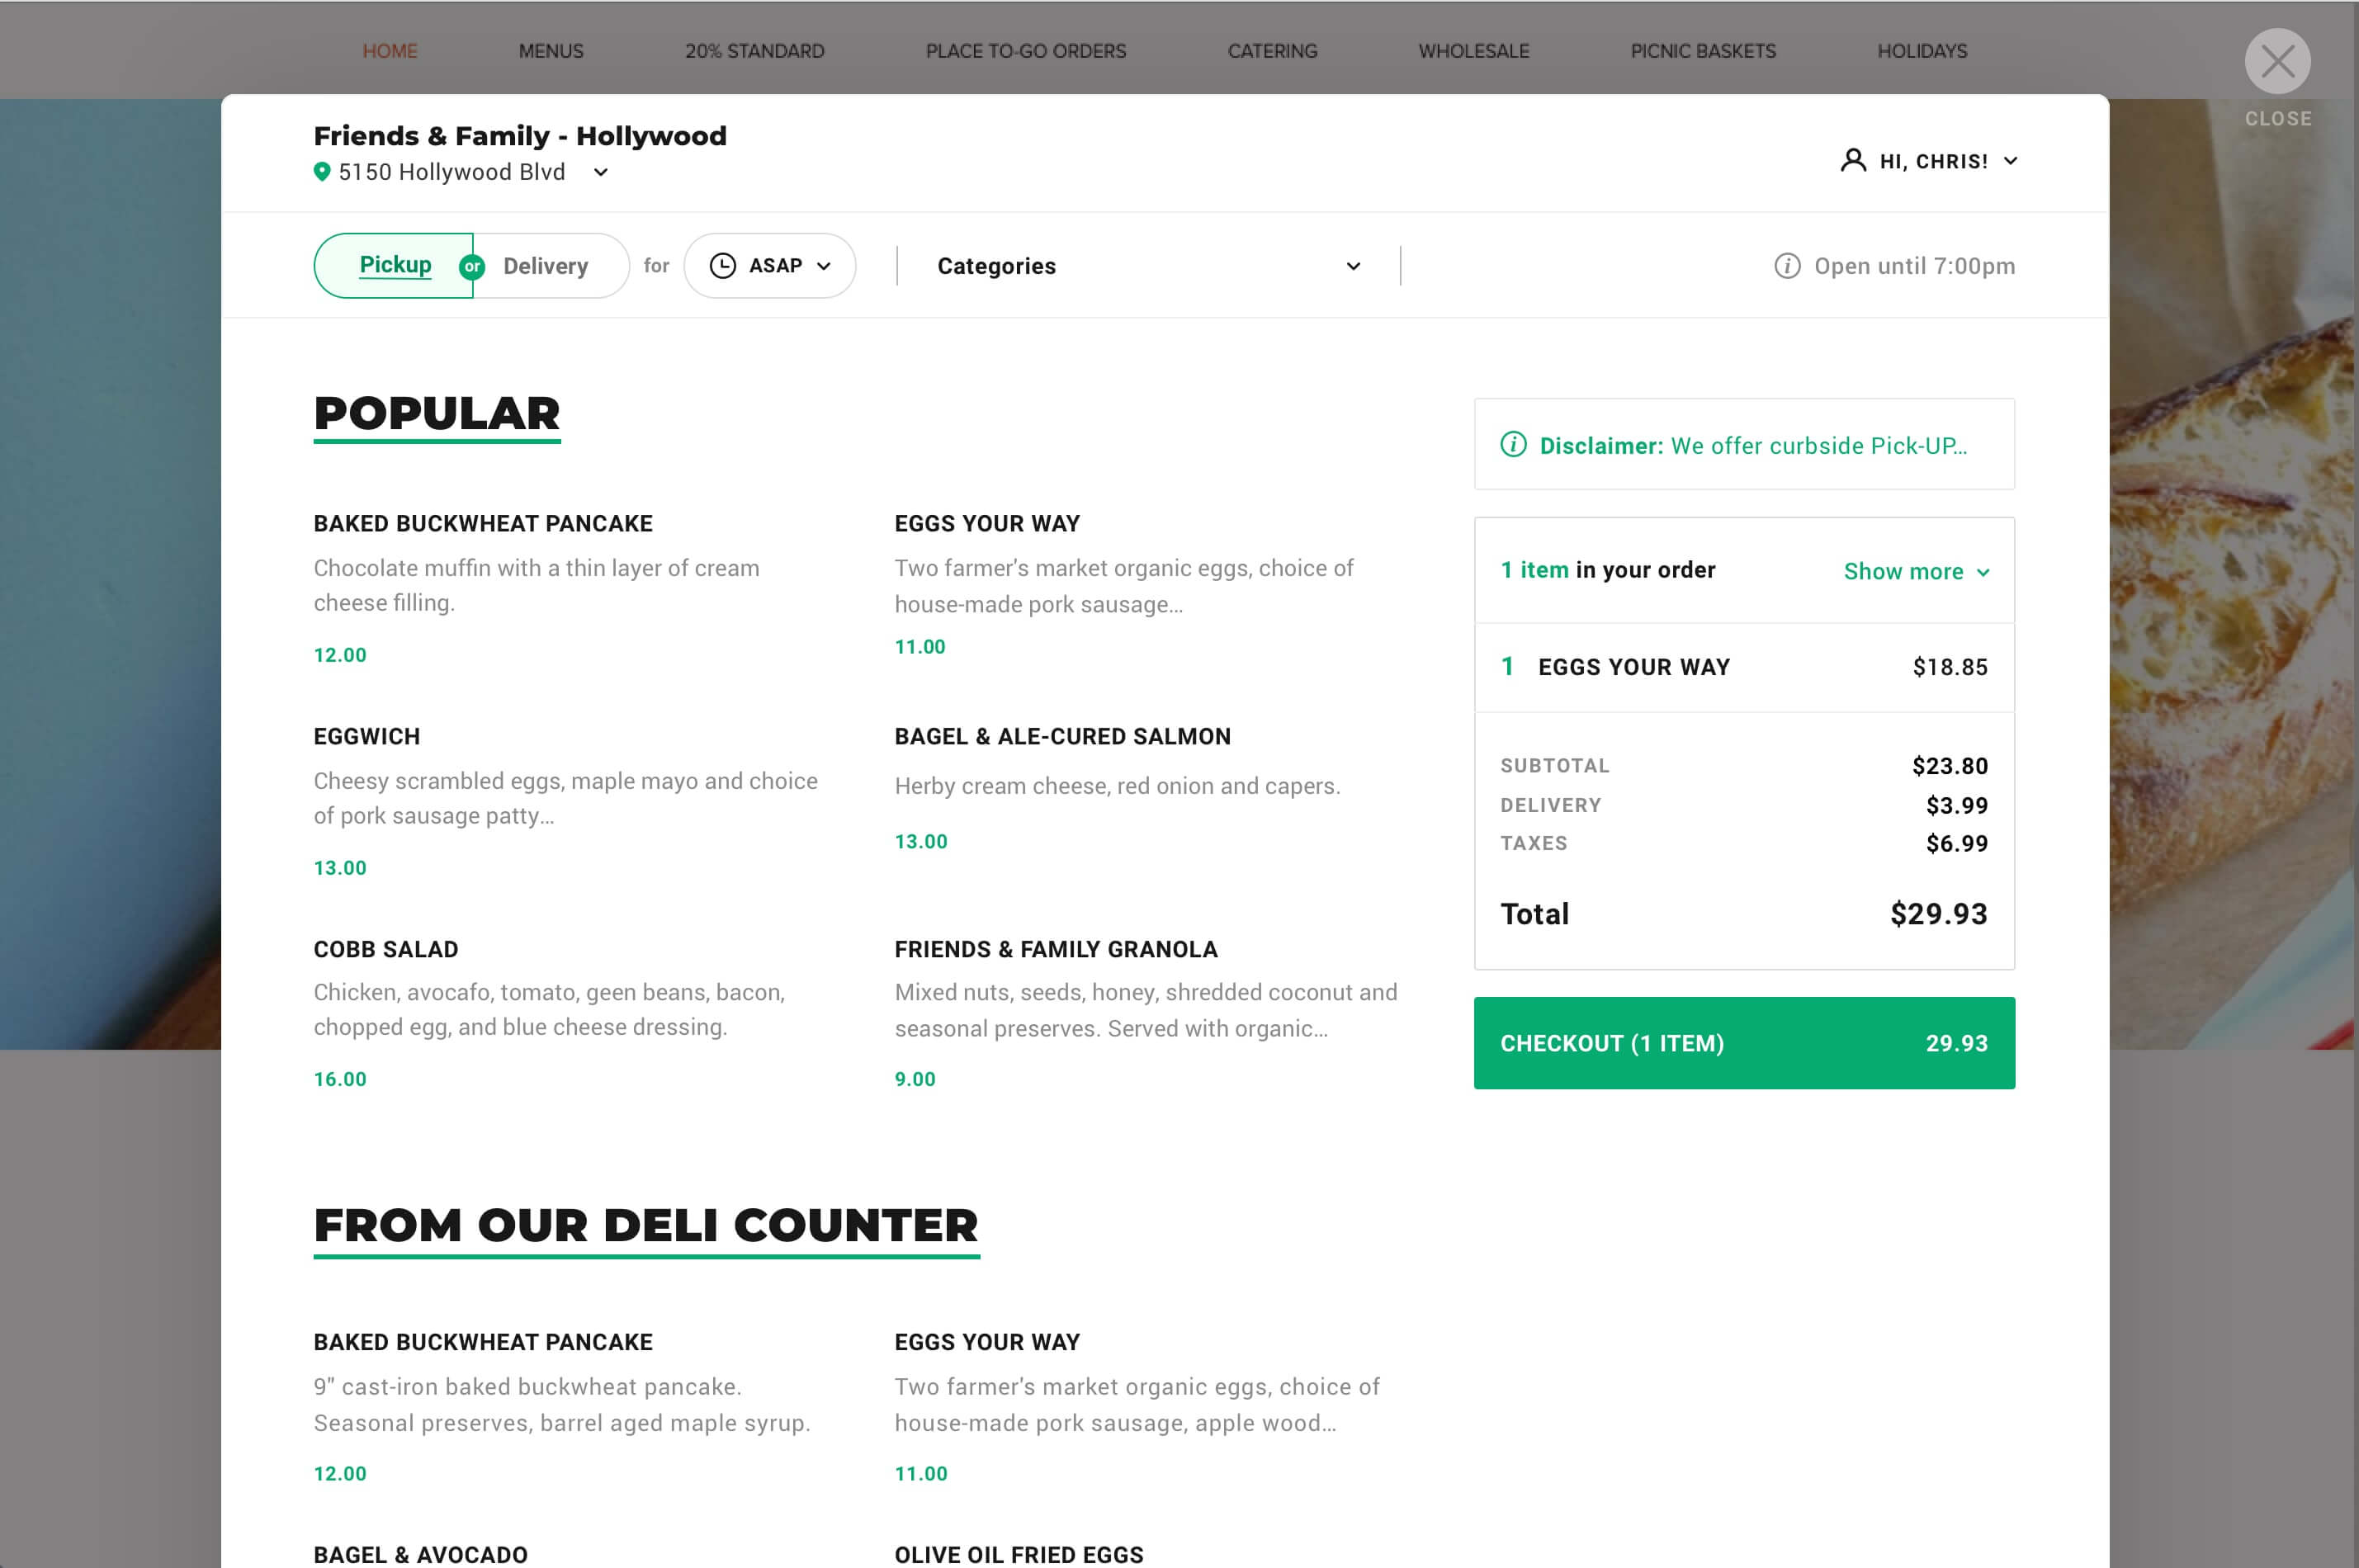 HOME MENUS 20% STANDARD PLACE TO-GO ORDERS CATERING WHOLESALE PICNIC BASKETS HOLIDAYS
CLOSE
Friends & Family - Hollywood
5150 Hollywood Blvd
HI, CHRIS!
Pickup or Delivery for ASAP Categories Open until 7:00pm
POPULAR
BAKED BUCKWHEAT PANCAKE
Chocolate muffin with a thin layer of cream
cheese filling.
12.00
EGGS YOUR WAY
Two farmer's market organic eggs, choice of
house-made pork sausage...
11.00
EGGWICH
Cheesy scrambled eggs, maple mayo and choice
of pork sausage patty...
13.00
BAGEL & ALE-CURED SALMON
Herby cream cheese, red onion and capers.
13.00
COBB SALAD
Chicken, avocafo, tomato, geen beans, bacon,
chopped egg, and blue cheese dressing.
16.00
FRIENDS & FAMILY GRANOLA
Mixed nuts, seeds, honey, shredded coconut and
seasonal preserves. Served with organic...
9.00
Disclaimer: We offer curbside Pick-UP...
1 item in your order Show more
1 EGGS YOUR WAY $18.85
SUBTOTAL $23.80
DELIVERY $3.99
TAXES $6.99
Total $29.93
CHECKOUT (1 ITEM) 29.93
FROM OUR DELI COUNTER
BAKED BUCKWHEAT PANCAKE
9" cast-iron baked buckwheat pancake.
Seasonal preserves, barrel aged maple syrup.
12.00
EGGS YOUR WAY
Two farmer's market organic eggs, choice of
house-made pork sausage, apple wood...
11.00
BAGEL & AVOCADO
OLIVE OIL FRIED EGGS